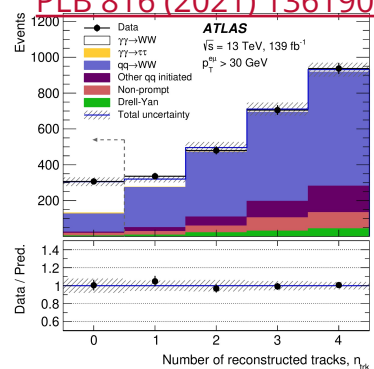 PLB 816 (2021) 136190
Events
1200
1000
800
600
400
200
Data
γγ→WW
γγ→ττ
qq→WW
Other qq initiated
Non-prompt
Drell-Yan
Total uncertainty
ATLAS
√s = 13 TeV, 139 fb⁻¹
p_T^eμ > 30 GeV
Data / Pred.
1.4
1.2
1
0.8
0.6
0 1 2 3 4
Number of reconstructed tracks, n_trk